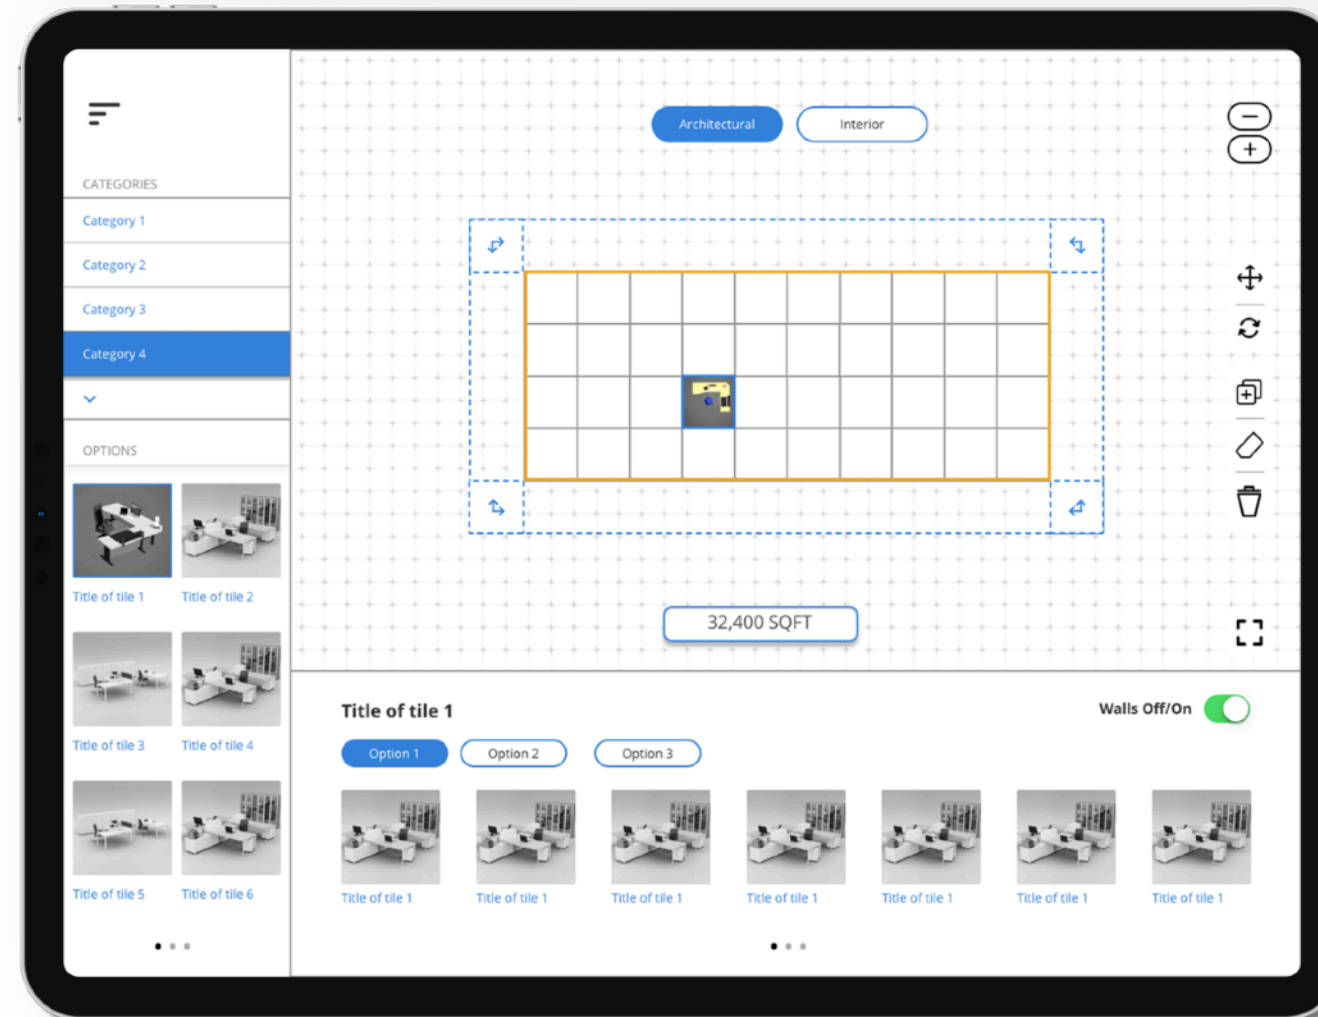 Architectural
Interior
CATEGORIES
Category 1
Category 2
Category 3
Category 4
OPTIONS
Title of tile 1
Title of tile 2
Title of tile 3
Title of tile 4
Title of tile 5
Title of tile 6
32,400 SQFT
Title of tile 1
Walls Off/On
Option 1
Option 2
Option 3
Title of tile 1
Title of tile 1
Title of tile 1
Title of tile 1
Title of tile 1
Title of tile 1
Title of tile 1